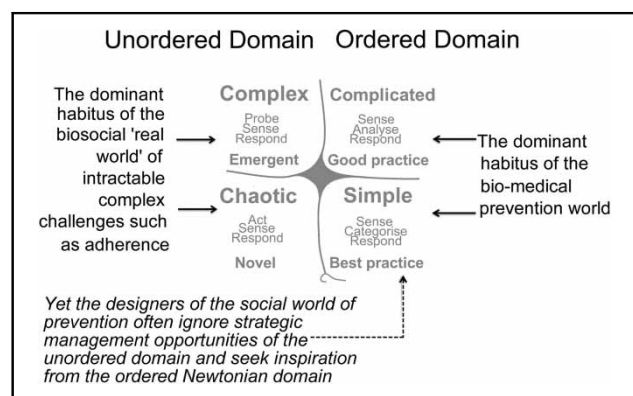 Unordered Domain Ordered Domain
The dominant
habitus of the
biosocial 'real
world' of
intractable
complex
challenges such
as adherence
Complex
Probe
Sense
Respond
Emergent
Complicated
Sense
Analyse
Respond
Good practice
Chaotic
Act
Sense
Respond
Novel
Simple
Sense
Categorise
Respond
Best practice
The dominant
habitus of the
bio-medical
prevention world
Yet the designers of the social world of
prevention often ignore strategic
management opportunities of the
unordered domain and seek inspiration
from the ordered Newtonian domain